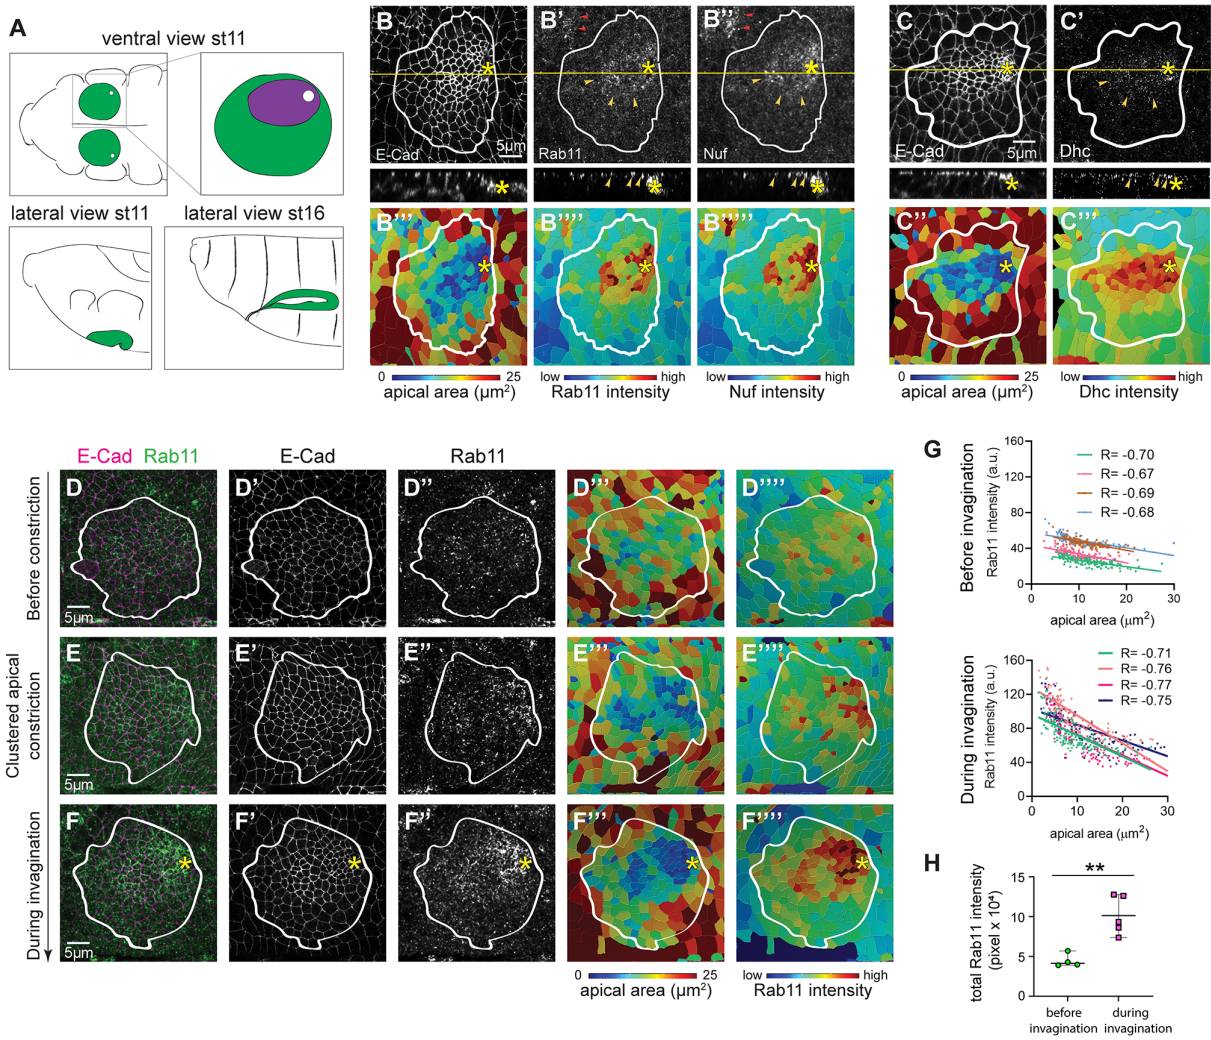 A
ventral view st11
lateral view st11
lateral view st16
B
E-Cad
5μm
B’
Rab11
B’’
Nuf
5μm
B’’’
B’’’’
B’’’’’
0 25
apical area (μm²)
low high
Rab11 intensity
low high
Nuf intensity
C
E-Cad
5μm
C’
Dhc
C’’
C’’’
0 25
apical area (μm²)
low high
Dhc intensity
E-Cad Rab11
E-Cad
Rab11
Before constriction
D
5μm
D’
D’’
D’’’
D’’’’
Clustered apical
constriction
E
5μm
E’
E’’
E’’’
E’’’’
During invagination
F
5μm
F’
F’’
F’’’
F’’’’
0 25
apical area (μm²)
low high
Rab11 intensity
G
Before invagination
Rab11 intensity (a.u.)
160
120
80
40
0
0 10 20 30
apical area (μm²)
R= -0.70
R= -0.67
R= -0.69
R= -0.68
During invagination
Rab11 intensity (a.u.)
160
120
80
40
0
0 10 20 30
apical area (μm²)
R= -0.71
R= -0.76
R= -0.77
R= -0.75
H
total Rab11 intensity
(pixel x 10⁴)
15
10
5
0
**
before
invagination
during
invagination